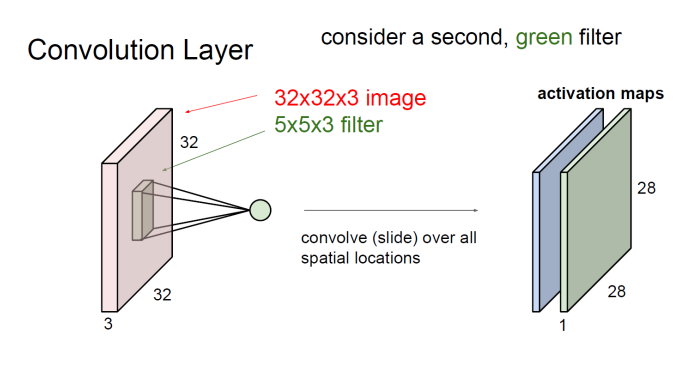 Convolution Layer
consider a second, green filter
32x32x3 image
5x5x3 filter
32
32
3
convolve (slide) over all
spatial locations
activation maps
28
28
1